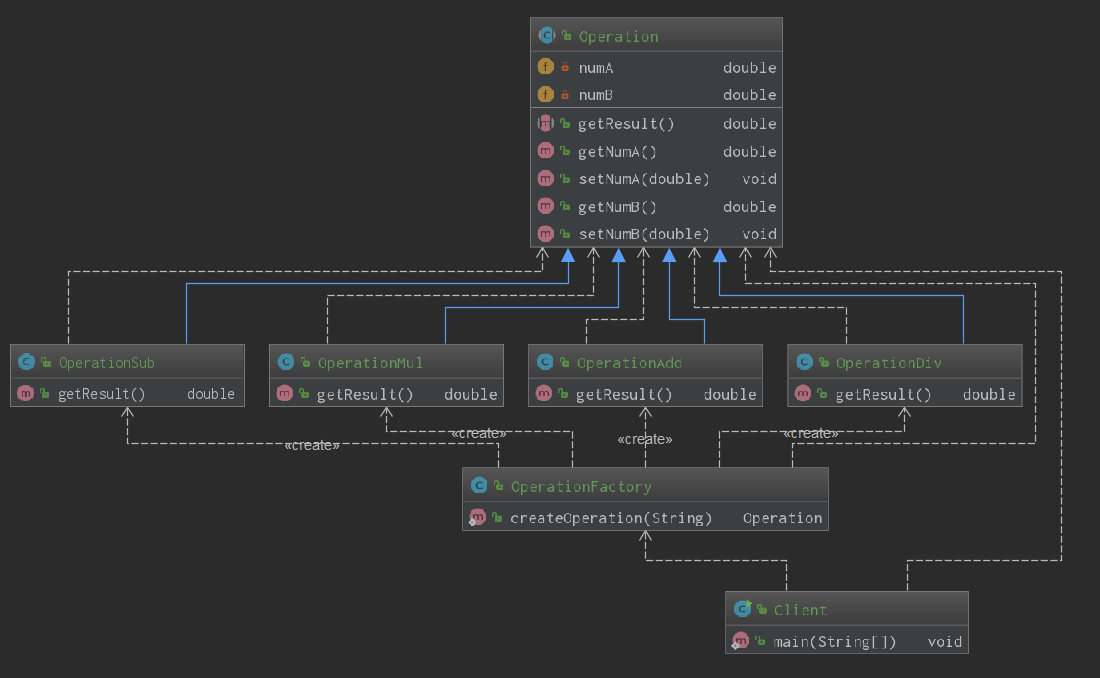 Operation
numA double
numB double
getResult() double
getNumA() double
setNumA(double) void
getNumB() double
setNumB(double) void
OperationSub
getResult() double
OperationMul
getResult() double
OperationAdd
getResult() double
OperationDiv
getResult() double
«create»
«create»
«create»
«create»
OperationFactory
createOperation(String) Operation
Client
main(String[]) void